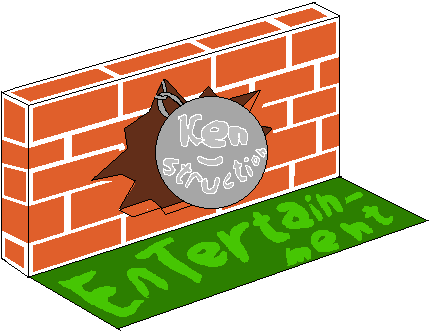 Ken
-
struction
EnTertain-
ment